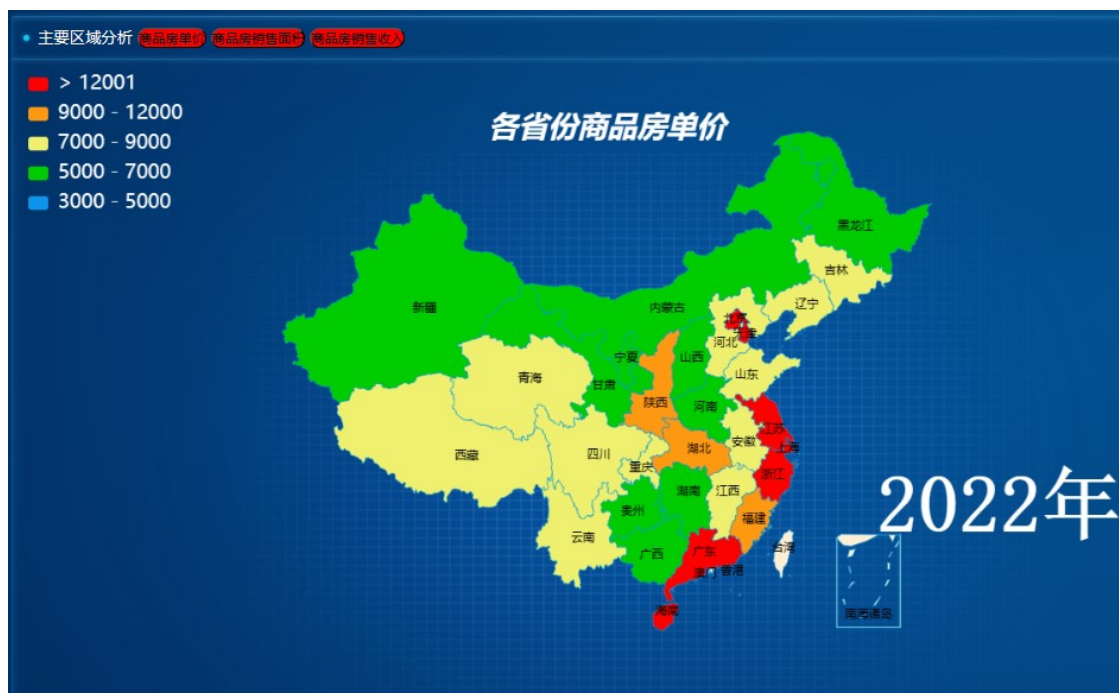 主要区域分析 商品房单价 商品房销售面积 商品房销售收入
> 12001
9000 - 12000
7000 - 9000
5000 - 7000
3000 - 5000
各省份商品房单价
黑龙江
吉林
辽宁
内蒙古
新疆
北京
天津
河北
宁夏
山西
山东
青海
甘肃
陕西
河南
江苏
安徽
上海
湖北
西藏
四川
重庆
浙江
湖南
江西
贵州
福建
2022年
云南
广西
广东
台湾
澳门
香港
海南
南海诸岛